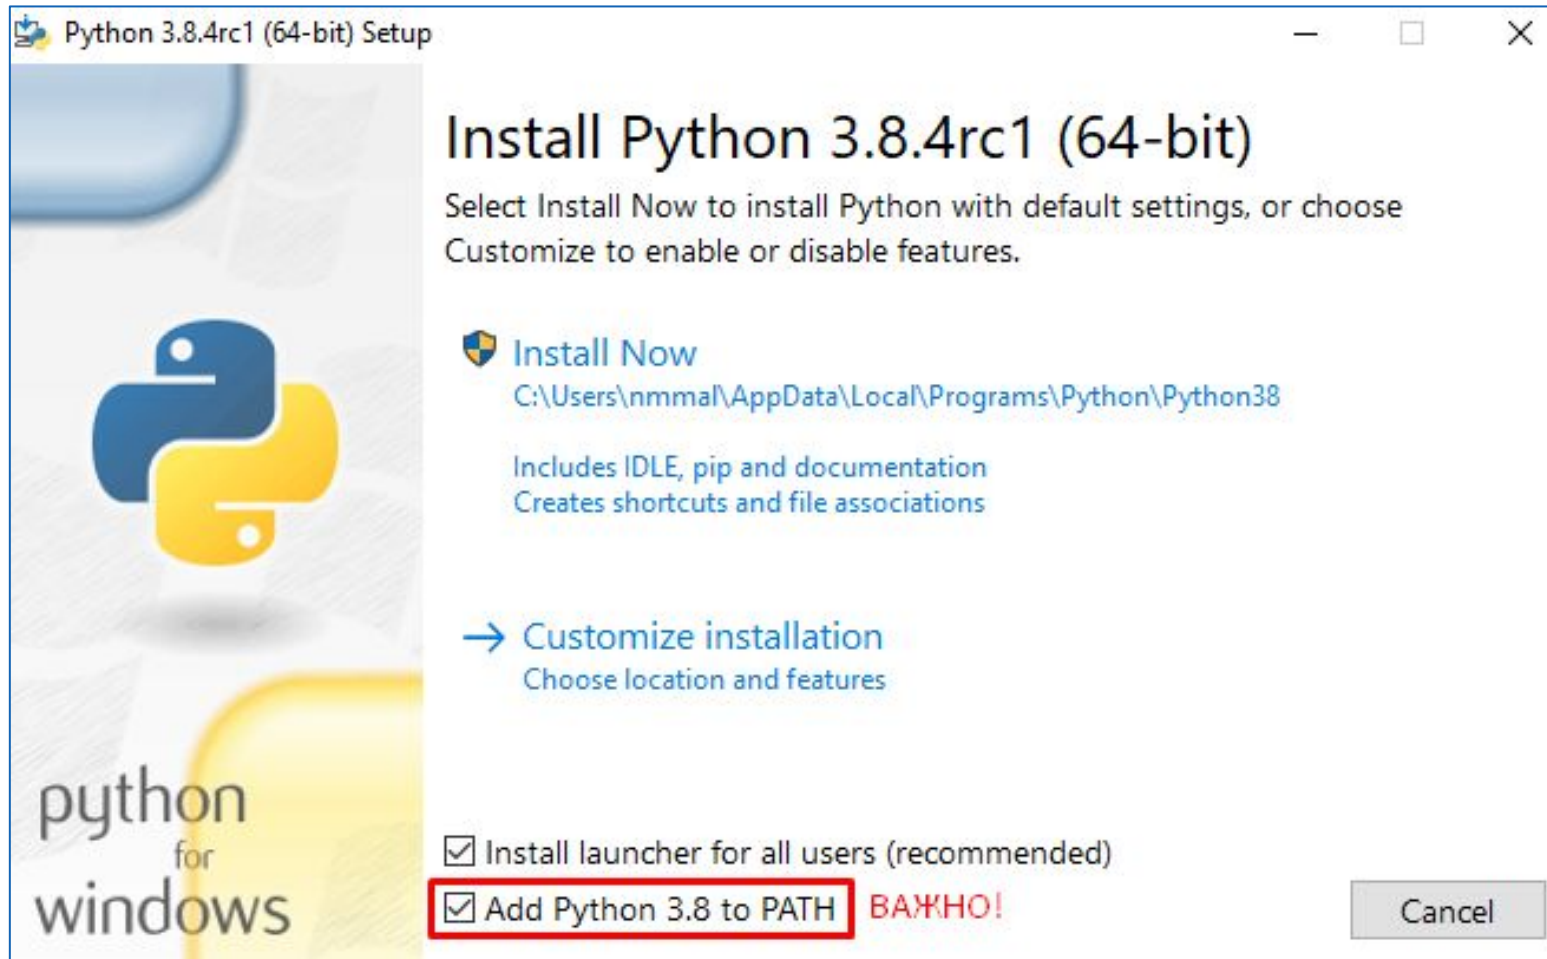 Python 3.8.4rc1 (64-bit) Setup
Install Python 3.8.4rc1 (64-bit)
Select Install Now to install Python with default settings, or choose
Customize to enable or disable features.
Install Now
C:\Users\nmmal\AppData\Local\Programs\Python\Python38
Includes IDLE, pip and documentation
Creates shortcuts and file associations
Customize installation
Choose location and features
python
for
windows
Install launcher for all users (recommended)
Add Python 3.8 to PATH ВАЖНО!
Cancel